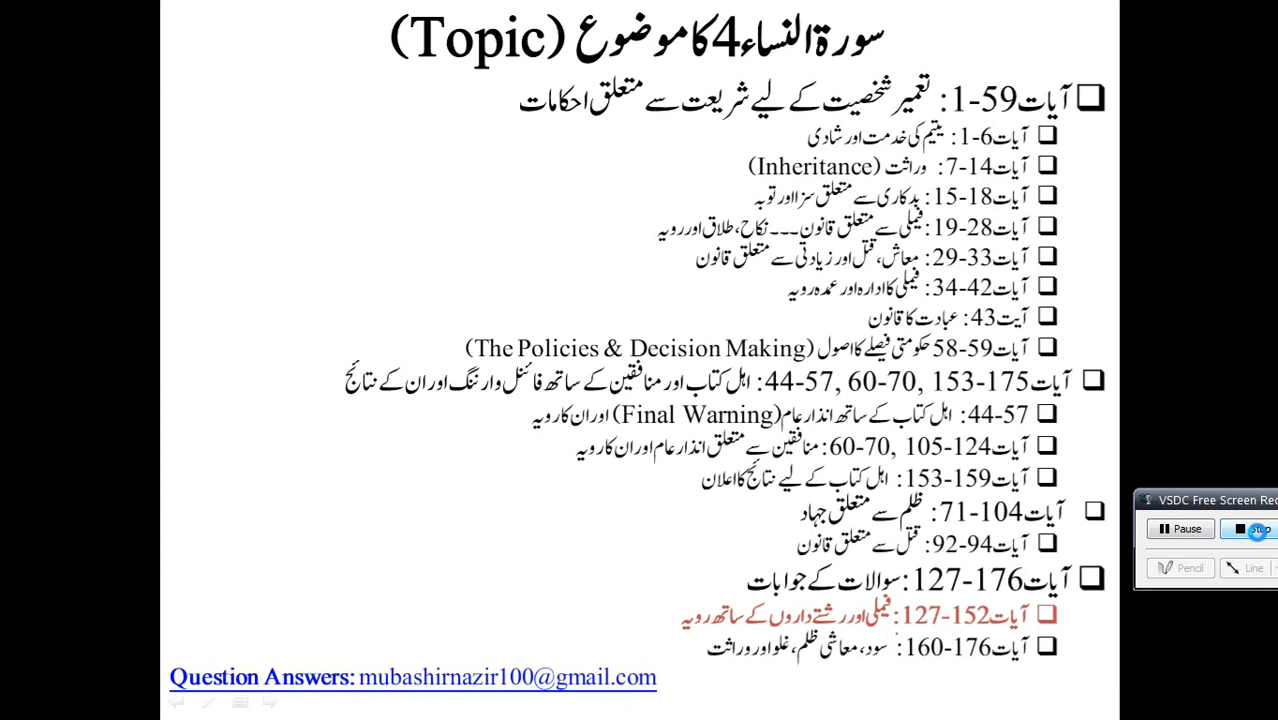 سورۃ النساء 4 کا موضوع (Topic)
آیات 1-59: تعمیر شخصیت کے لیے شریعت سے متعلق احکامات
آیات 1-6: یتیم کی خدمت اور شادی
آیات 7-14: وراثت (Inheritance)
آیات 15-18: بدکاری سے متعلق سزا اور توبہ
آیات 19-28: فیملی سے متعلق قانون۔۔۔ نکاح، طلاق اور رویہ
آیات 29-33: معاش، قتل اور زیادتی سے متعلق قانون
آیات 34-42: فیملی کا ادارہ اور عمدہ رویہ
آیت 43: عبادت کا قانون
آیات 58-59 حکومتی فیصلے کا اصول (The Policies & Decision Making)
آیات 44-57, 60-70, 153-175: اہل کتاب اور منافقین کے ساتھ فائنل وارننگ اور ان کے نتائج
44-57: اہل کتاب کے ساتھ انذار عام (Final Warning) اور ان کا رویہ
آیات 60-70, 105-124: منافقین سے متعلق انذار عام اور ان کا رویہ
آیات 153-159: اہل کتاب کے لیے نتائج کا اعلان
آیات 71-104: ظلم سے متعلق جہاد
آیات 92-94: قتل سے متعلق قانون
آیات 127-176: سوالات کے جوابات
آیات 127-152: فیملی اور رشتے داروں کے ساتھ رویہ
آیات 160-176: سود، معاشی ظلم، غلو اور وراثت
Question Answers: mubashirnazir100@gmail.com
VSDC Free Screen Rec
Pause
Stop
Pencil
Line